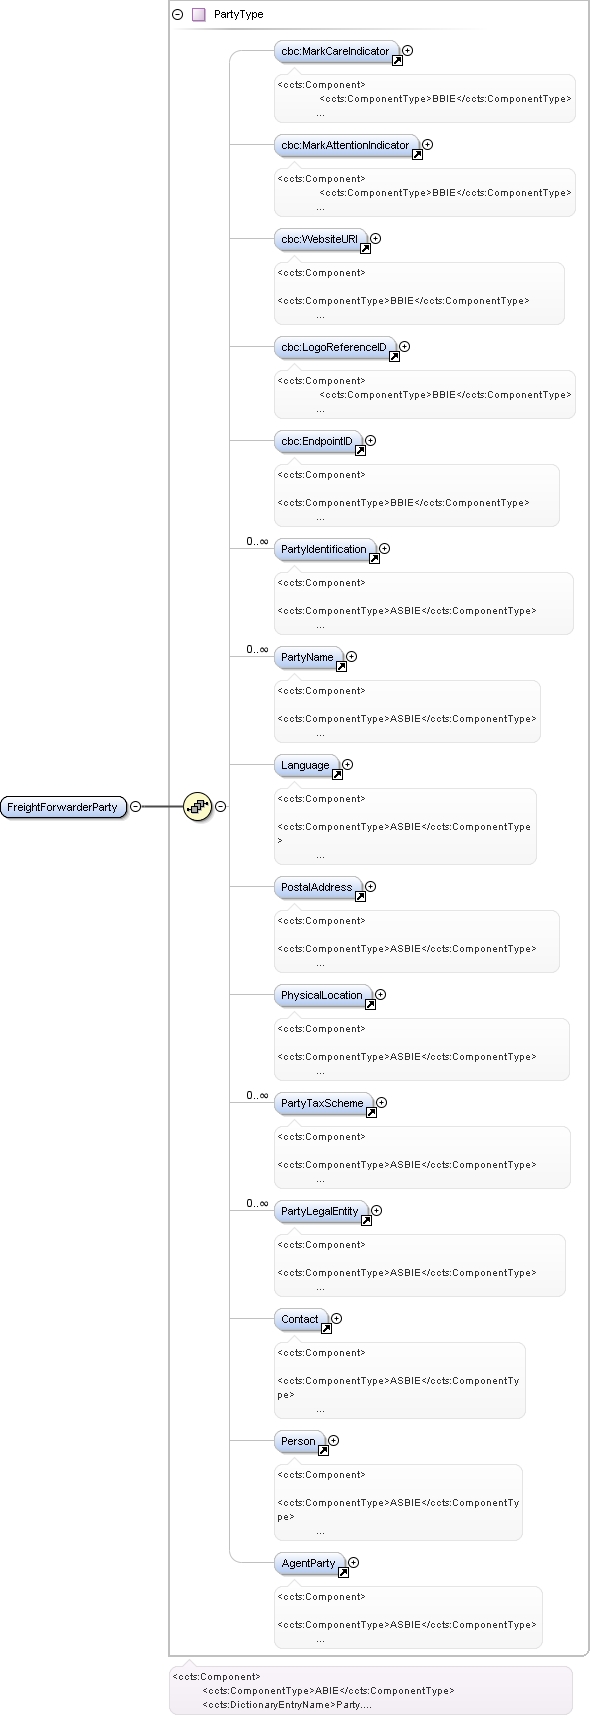 PartyType
cbc:MarkCareIndicator
<ccts:Component>
<ccts:ComponentType>BBIE</ccts:ComponentType>
...
cbc:MarkAttentionIndicator
<ccts:Component>
<ccts:ComponentType>BBIE</ccts:ComponentType>
...
cbc:WebsiteURI
<ccts:Component>
<ccts:ComponentType>BBIE</ccts:ComponentType>
...
cbc:LogoReferenceID
<ccts:Component>
<ccts:ComponentType>BBIE</ccts:ComponentType>
...
cbc:EndpointID
<ccts:Component>
<ccts:ComponentType>BBIE</ccts:ComponentType>
...
0..∞
PartyIdentification
<ccts:Component>
<ccts:ComponentType>ASBIE</ccts:ComponentType>
...
0..∞
PartyName
<ccts:Component>
<ccts:ComponentType>ASBIE</ccts:ComponentType>
...
Language
<ccts:Component>
<ccts:ComponentType>ASBIE</ccts:ComponentType
>
...
FreightForwarderParty
PostalAddress
<ccts:Component>
<ccts:ComponentType>ASBIE</ccts:ComponentType>
...
PhysicalLocation
<ccts:Component>
<ccts:ComponentType>ASBIE</ccts:ComponentType>
...
0..∞
PartyTaxScheme
<ccts:Component>
<ccts:ComponentType>ASBIE</ccts:ComponentType>
...
0..∞
PartyLegalEntity
<ccts:Component>
<ccts:ComponentType>ASBIE</ccts:ComponentType>
...
Contact
<ccts:Component>
<ccts:ComponentType>ASBIE</ccts:ComponentTy
pe>
...
Person
<ccts:Component>
<ccts:ComponentType>ASBIE</ccts:ComponentTy
pe>
...
AgentParty
<ccts:Component>
<ccts:ComponentType>ASBIE</ccts:ComponentType>
...
<ccts:Component>
<ccts:ComponentType>ABIE</ccts:ComponentType>
<ccts:DictionaryEntryName>Party....